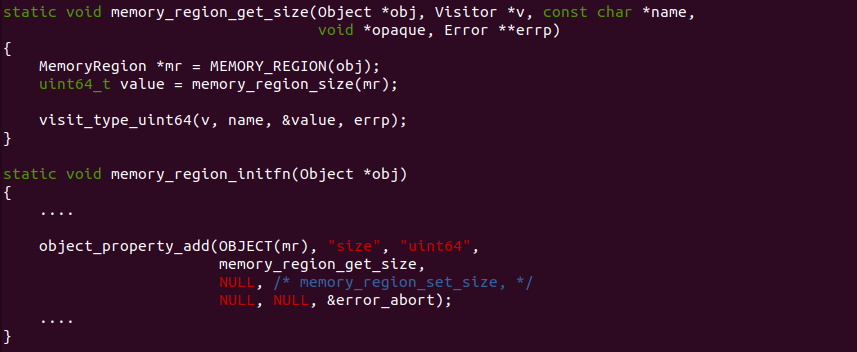 static void memory_region_get_size(Object *obj, Visitor *v, const char *name,
                                   void *opaque, Error **errp)
{
    MemoryRegion *mr = MEMORY_REGION(obj);
    uint64_t value = memory_region_size(mr);

    visit_type_uint64(v, name, &value, errp);
}

static void memory_region_initfn(Object *obj)
{
    ....

    object_property_add(OBJECT(mr), "size", "uint64",
                        memory_region_get_size,
                        NULL, /* memory_region_set_size, */
                        NULL, NULL, &error_abort);
    ....
}